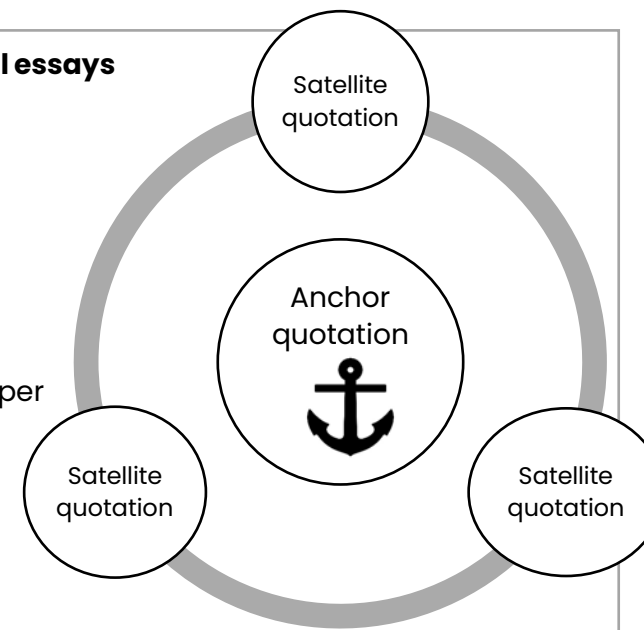 l essays
Satellite
quotation
Anchor
quotation
per
Satellite
quotation
Satellite
quotation